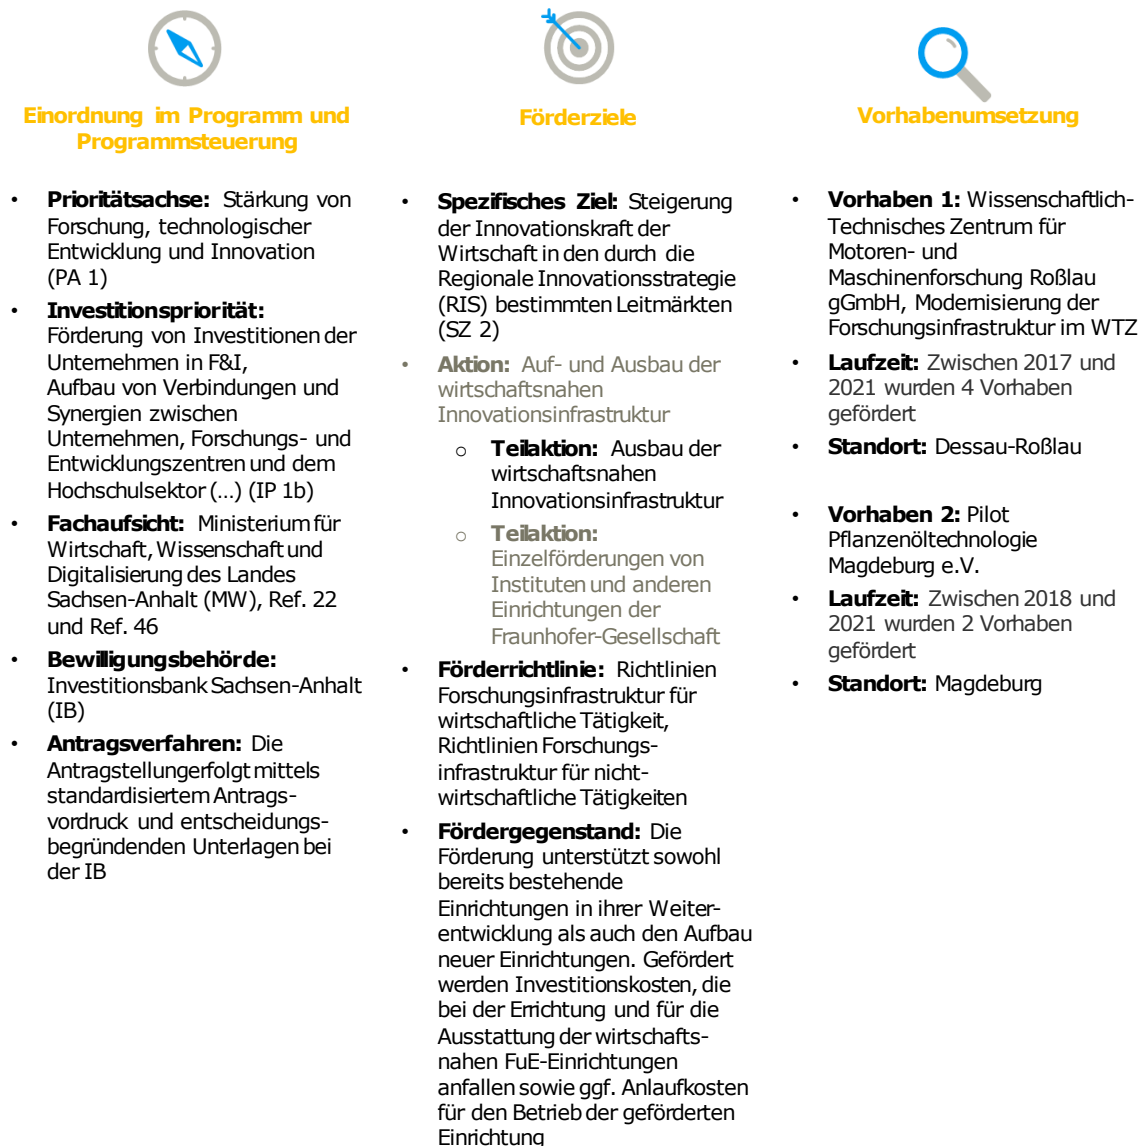 Einordnung im Programm und
Programmsteuerung
• Prioritätsachse: Stärkung von
Forschung, technologischer
Entwicklung und Innovation
(PA 1)
• Investitionspriorität:
Förderung von Investitionen der
Unternehmen in F&I,
Aufbau von Verbindungen und
Synergien zwischen
Unternehmen, Forschungs- und
Entwicklungszentren und dem
Hochschulsektor (…) (IP 1b)
• Fachaufsicht: Ministerium für
Wirtschaft, Wissenschaft und
Digitalisierung des Landes
Sachsen-Anhalt (MW), Ref. 22
und Ref. 46
• Bewilligungsbehörde:
Investitionsbank Sachsen-Anhalt
(IB)
• Antragsverfahren: Die
Antragstellung erfolgt mittels
standardisiertem Antrags-
vordruck und entscheidungs-
begründenden Unterlagen bei
der IB
Förderziele
• Spezifisches Ziel: Steigerung
der Innovationskraft der
Wirtschaft in den durch die
Regionale Innovationsstrategie
(RIS) bestimmten Leitmärkten
(SZ 2)
• Aktion: Auf- und Ausbau der
wirtschaftsnahen
Innovationsinfrastruktur
o Teilaktion: Ausbau der
wirtschaftsnahen
Innovationsinfrastruktur
o Teilaktion:
Einzelförderungen von
Instituten und anderen
Einrichtungen der
Fraunhofer-Gesellschaft
• Förderrichtlinie: Richtlinien
Forschungsinfrastruktur für
wirtschaftliche Tätigkeit,
Richtlinien Forschungs-
infrastruktur für nicht-
wirtschaftliche Tätigkeiten
• Fördergegenstand: Die
Förderung unterstützt sowohl
bereits bestehende
Einrichtungen in ihrer Weiter-
entwicklung als auch den Aufbau
neuer Einrichtungen. Gefördert
werden Investitionskosten, die
bei der Errichtung und für die
Ausstattung der wirtschafts-
nahen FuE-Einrichtungen
anfallen sowie ggf. Anlaufkosten
für den Betrieb der geförderten
Einrichtung
Vorhabenumsetzung
• Vorhaben 1: Wissenschaftlich-
Technisches Zentrum für
Motoren- und
Maschinenforschung Roßlau
gGmbH, Modernisierung der
Forschungsinfrastruktur im WTZ
• Laufzeit: Zwischen 2017 und
2021 wurden 4 Vorhaben
gefördert
• Standort: Dessau-Roßlau
• Vorhaben 2: Pilot
Pflanzenöltechnologie
Magdeburg e.V.
• Laufzeit: Zwischen 2018 und
2021 wurden 2 Vorhaben
gefördert
• Standort: Magdeburg